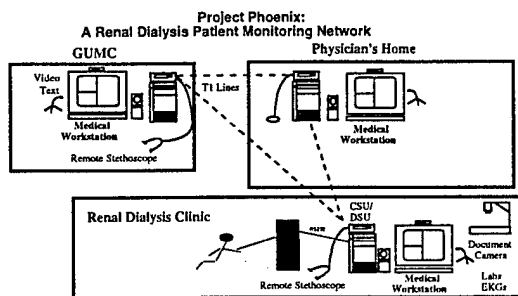 Project Phoenix:
A Renal Dialysis Patient Monitoring Network
GUMC
Physician's Home
Video
Text
T1 Lines
Medical
Workstation
Remote Stethoscope
Medical
Workstation
Renal Dialysis Clinic
CSU/
DSU
Remote Stethoscope
Medical
Workstation
Document
Camera
Labs
EKGs